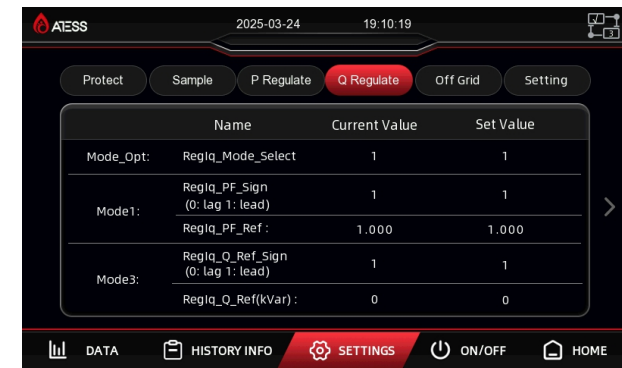 ATESS 2025-03-24 19:10:19
3
Protect Sample P Regulate Q Regulate Off Grid Setting
Name Current Value Set Value
Mode_Opt: RegIq_Mode_Select 1 1
Mode1:
RegIq_PF_Sign
(0: lag 1: lead) 1 1
RegIq_PF_Ref : 1.000 1.000
Mode3:
RegIq_Q_Ref_Sign
(0: lag 1: lead) 1 1
RegIq_Q_Ref(kVar) : 0 0
DATA HISTORY INFO SETTINGS ON/OFF HOME